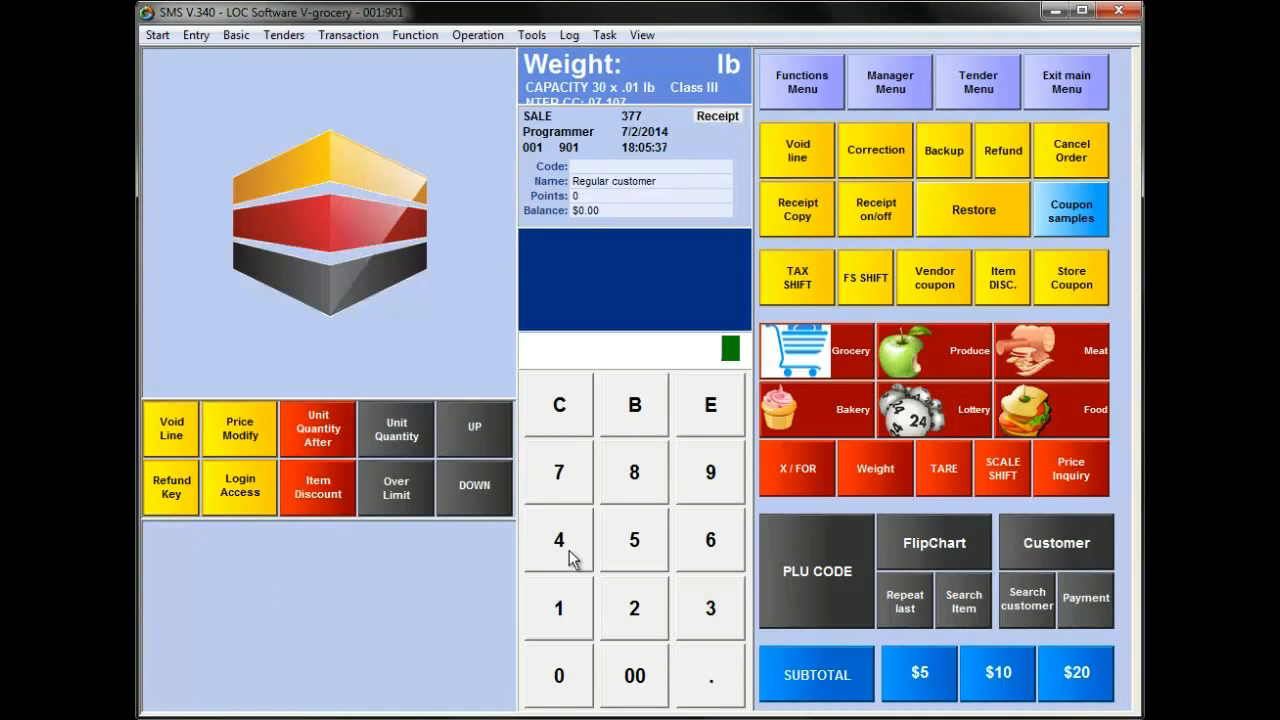 SMS V.340 - LOC Software V-grocery - 001:901
Start Entry Basic Tenders Transaction Function Operation Tools Log Task View
Weight: lb
CAPACITY 30 x .01 lb Class III
NTEP CC: 07-107
SALE 377 Receipt
Programmer 7/2/2014
001 901 18:05:37
Code:
Name: Regular customer
Points: 0
Balance: $0.00
Functions Menu
Manager Menu
Tender Menu
Exit main Menu
Void line
Correction
Backup
Refund
Cancel Order
Receipt Copy
Receipt on/off
Restore
Coupon samples
TAX SHIFT
FS SHIFT
Vendor coupon
Item DISC.
Store Coupon
Grocery
Produce
Meat
Bakery
24 24 24
Lottery
Food
X / FOR
Weight
TARE
SCALE SHIFT
Price Inquiry
PLU CODE
FlipChart
Customer
Repeat last
Search Item
Search customer
Payment
SUBTOTAL
$5
$10
$20
Void Line
Price Modify
Unit Quantity After
Unit Quantity
UP
Refund Key
Login Access
Item Discount
Over Limit
DOWN
C B E
7 8 9
4 5 6
1 2 3
0 00 .